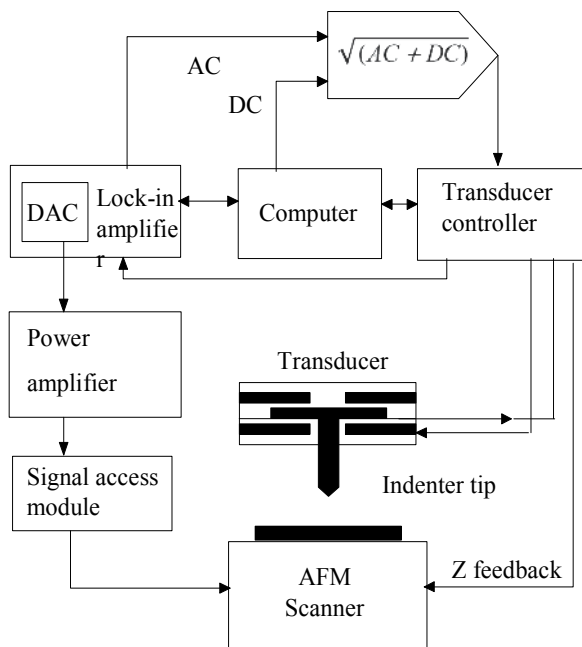 √(AC + DC)
AC
DC
DAC
Lock-in
amplifie
r
Computer
Transducer
controller
Power
amplifier
Transducer
Signal access
module
Indenter tip
AFM
Scanner
Z feedback